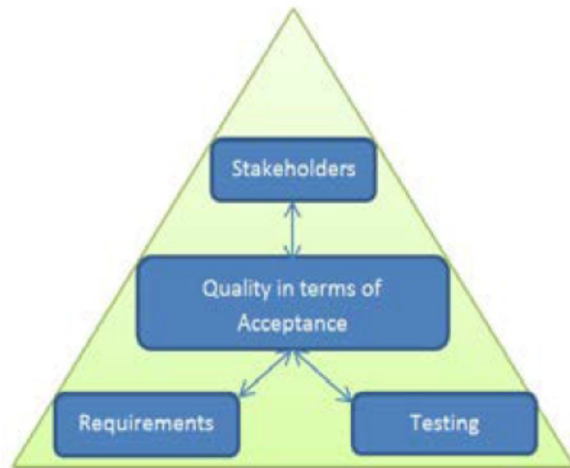 Stakeholders
Quality in terms of
Acceptance
Requirements
Testing